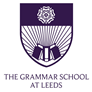 THE GRAMMAR SCHOOL
AT LEEDS